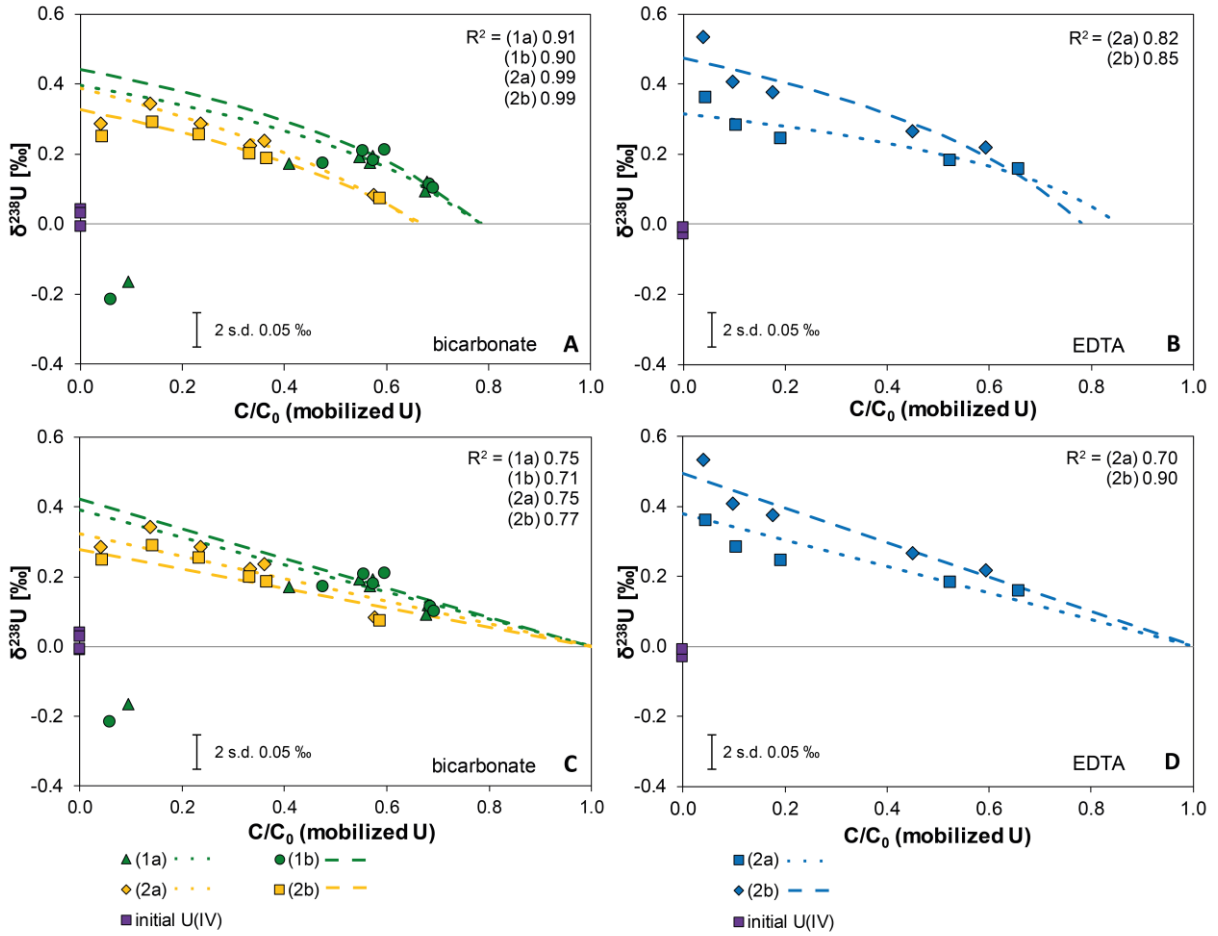 R² = (1a) 0.91
(1b) 0.90
(2a) 0.99
(2b) 0.99
0.6
0.4
0.2
0.0
-0.2
-0.4
δ²³⁸U [‰]
2 s.d. 0.05 ‰
bicarbonate A
0.0 0.2 0.4 0.6 0.8 1.0
C/C₀ (mobilized U)
R² = (2a) 0.82
(2b) 0.85
0.6
0.4
0.2
0.0
-0.2
-0.4
δ²³⁸U [‰]
2 s.d. 0.05 ‰
EDTA B
0.0 0.2 0.4 0.6 0.8 1.0
C/C₀ (mobilized U)
R² = (1a) 0.75
(1b) 0.71
(2a) 0.75
(2b) 0.77
0.6
0.4
0.2
0.0
-0.2
-0.4
δ²³⁸U [‰]
2 s.d. 0.05 ‰
bicarbonate C
0.0 0.2 0.4 0.6 0.8 1.0
C/C₀ (mobilized U)
R² = (2a) 0.70
(2b) 0.90
0.6
0.4
0.2
0.0
-0.2
-0.4
δ²³⁸U [‰]
2 s.d. 0.05 ‰
EDTA D
0.0 0.2 0.4 0.6 0.8 1.0
C/C₀ (mobilized U)
(1a) (1b)
(2a) (2b)
initial U(IV)
(2a)
(2b)
initial U(IV)